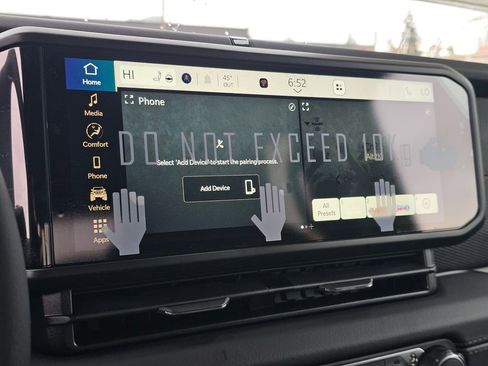 Home
HI
45°
OUT
6:52
LO
Media
Phone
DO NOT EXCEED 10Kg
Comfort
Select 'Add Device' to start the pairing process.
Phone
Add Device
Vehicle
All
Presets
Apps